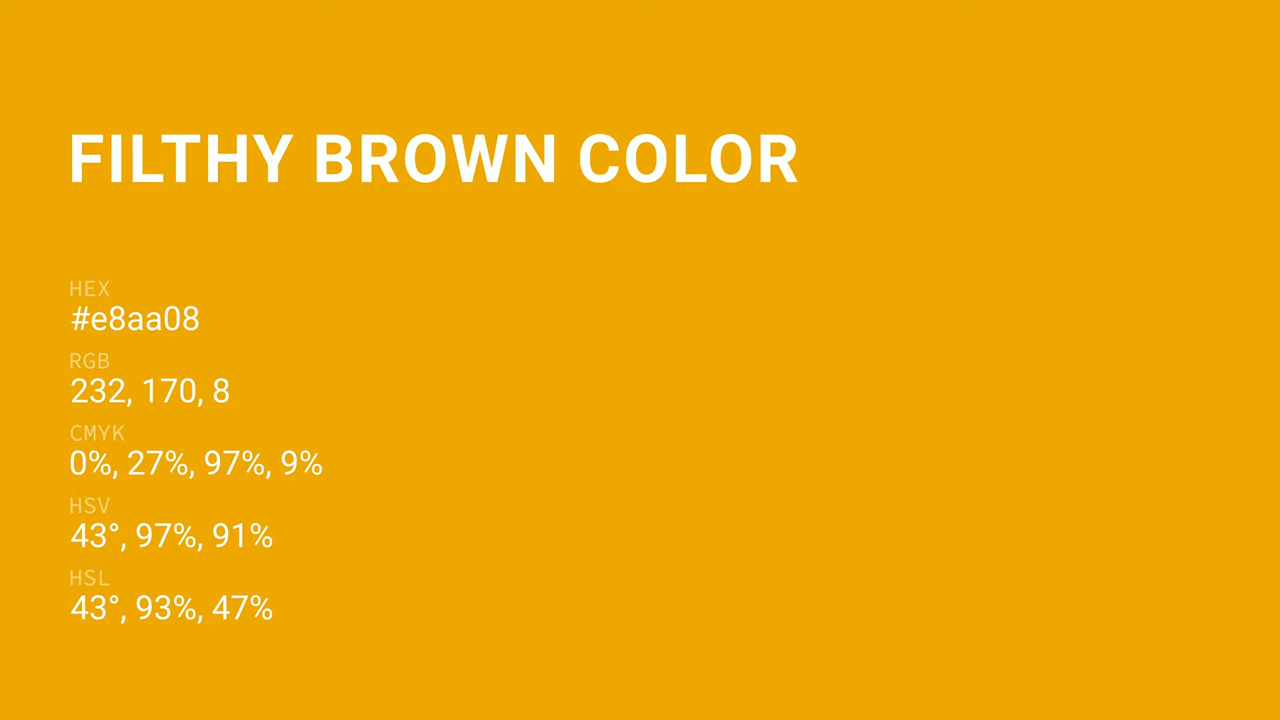 FILTHY BROWN COLOR
HEX
#e8aa08
RGB
232, 170, 8
CMYK
0%, 27%, 97%, 9%
HSV
43°, 97%, 91%
HSL
43°, 93%, 47%